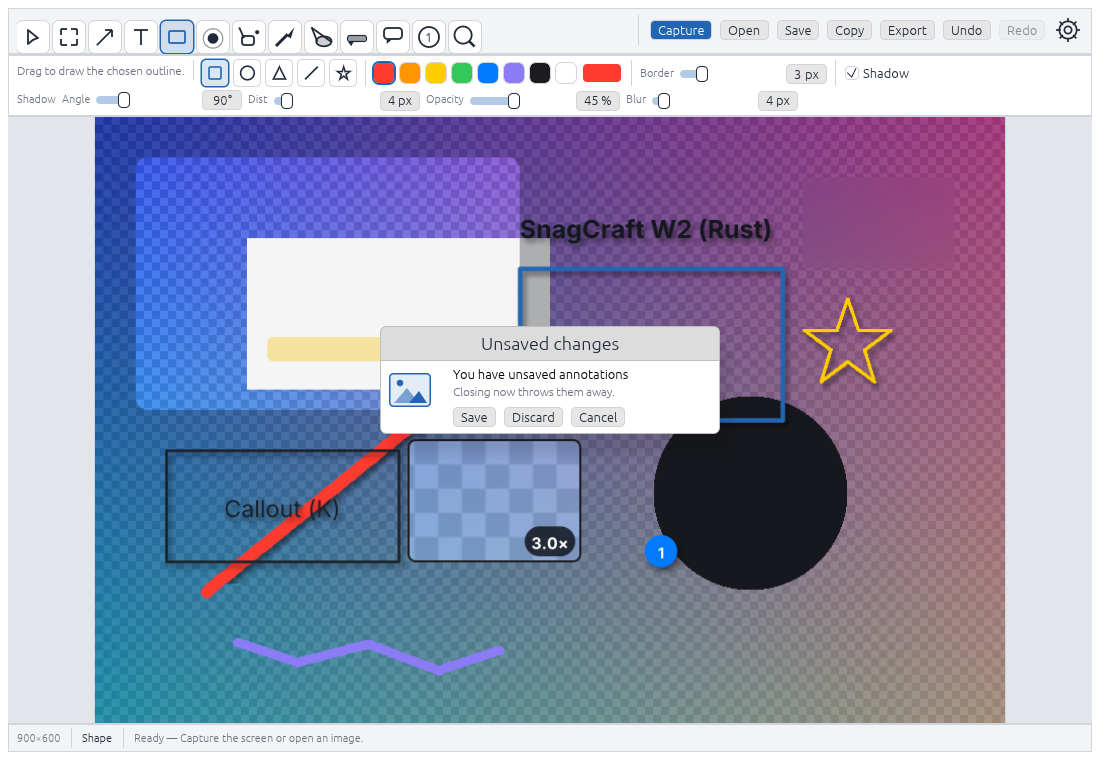 T
1
Capture Open Save Copy Export Undo Redo
Drag to draw the chosen outline.
Border 3 px Shadow
Shadow Angle 90° Dist 4 px Opacity 45 % Blur 4 px
SnagCraft W2 (Rust)
Unsaved changes
You have unsaved annotations
Closing now throws them away.
Save Discard Cancel
Callout (K)
3.0×
1
900×600 Shape Ready — Capture the screen or open an image.